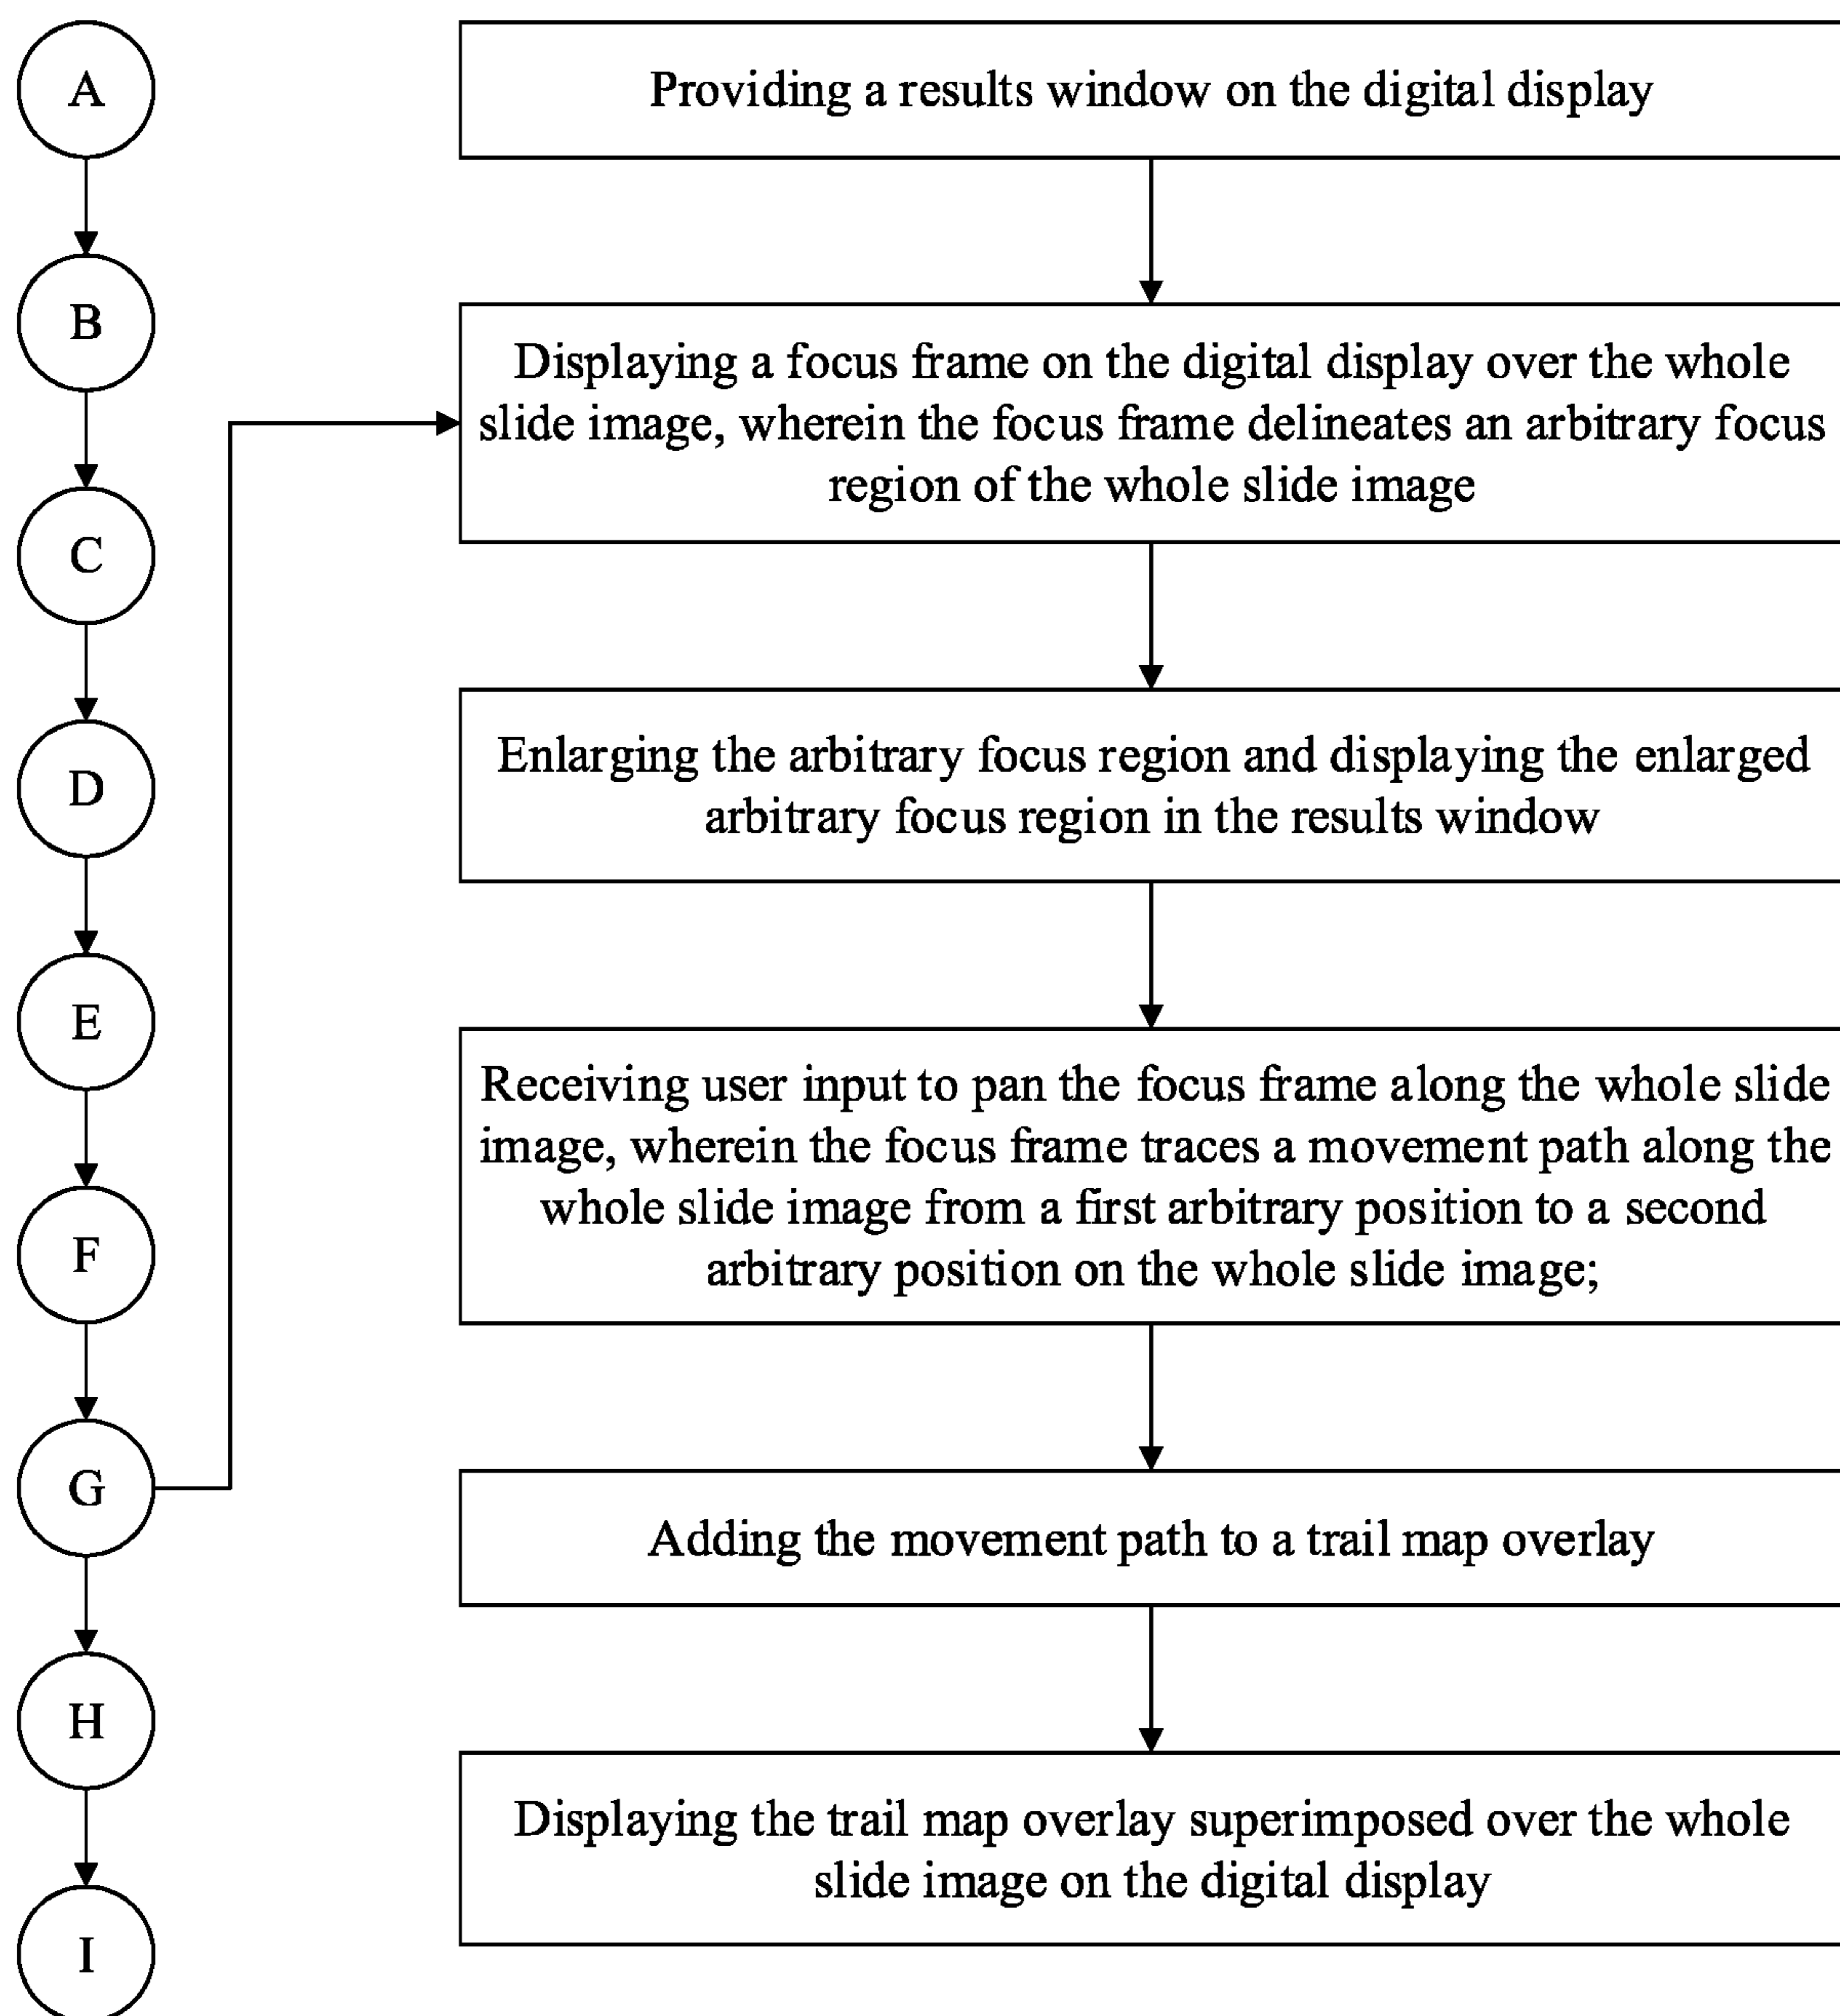 A
B
C
D
E
F
G
H
I
Providing a results window on the digital display
Displaying a focus frame on the digital display over the whole
slide image, wherein the focus frame delineates an arbitrary focus
region of the whole slide image
Enlarging the arbitrary focus region and displaying the enlarged
arbitrary focus region in the results window
Receiving user input to pan the focus frame along the whole slide
image, wherein the focus frame traces a movement path along the
whole slide image from a first arbitrary position to a second
arbitrary position on the whole slide image;
Adding the movement path to a trail map overlay
Displaying the trail map overlay superimposed over the whole
slide image on the digital display